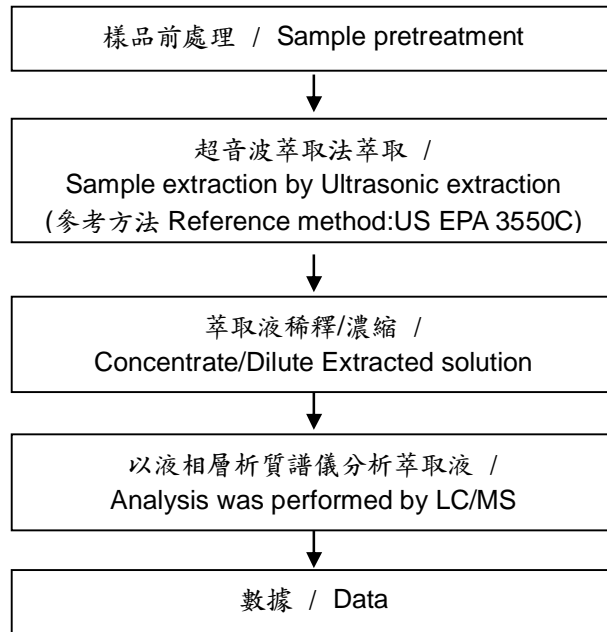 樣品前處理 / Sample pretreatment
超音波萃取法萃取 /
Sample extraction by Ultrasonic extraction
(參考方法 Reference method:US EPA 3550C)
萃取液稀釋/濃縮 /
Concentrate/Dilute Extracted solution
以液相層析質譜儀分析萃取液 /
Analysis was performed by LC/MS
數據 / Data